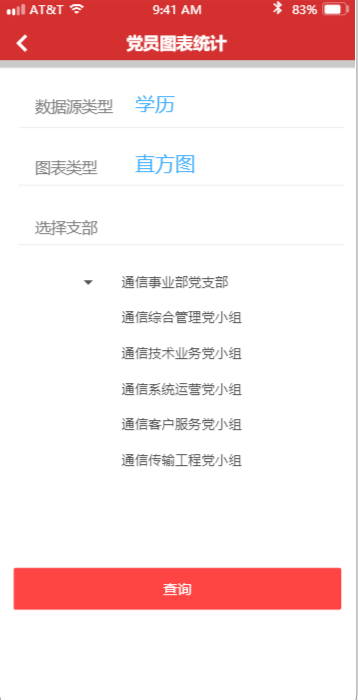 AT&T 9:41 AM 83%
党员图表统计
数据源类型 学历
图表类型 直方图
选择支部
通信事业部党支部
通信综合管理党小组
通信技术业务党小组
通信系统运营党小组
通信客户服务党小组
通信传输工程党小组
查询